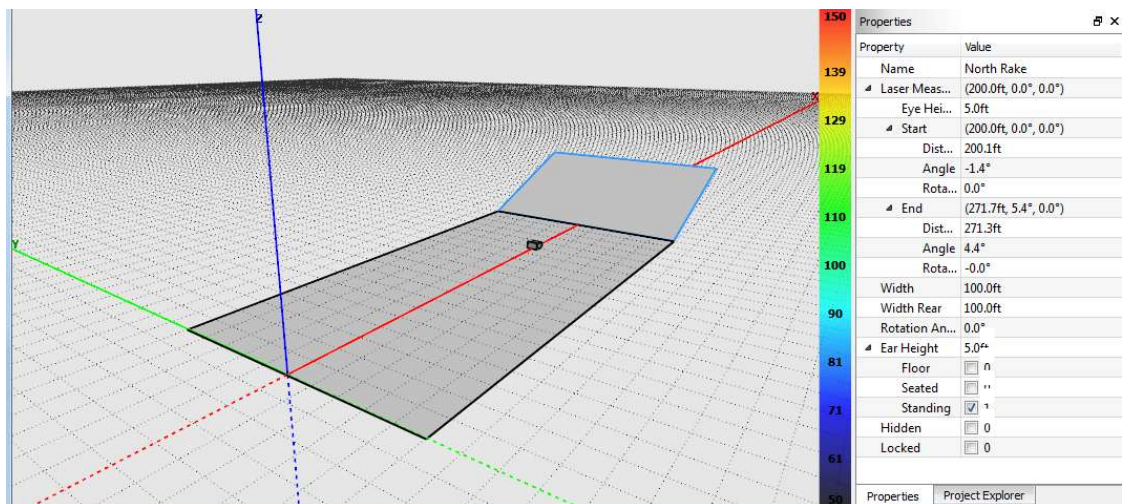 Z
X
Y
150
139
129
119
110
100
90
81
71
61
50
Properties
Property Value
Name North Rake
Laser Meas... (200.0ft, 0.0°, 0.0°)
Eye Hei... 5.0ft
Start (200.0ft, 0.0°, 0.0°)
Dist... 200.1ft
Angle -1.4°
Rota... 0.0°
End (271.7ft, 5.4°, 0.0°)
Dist... 271.3ft
Angle 4.4°
Rota... -0.0°
Width 100.0ft
Width Rear 100.0ft
Rotation An... 0.0°
Ear Height 5.0ft
Floor
Seated
Standing
Hidden 0
Locked 0
Properties Project Explorer